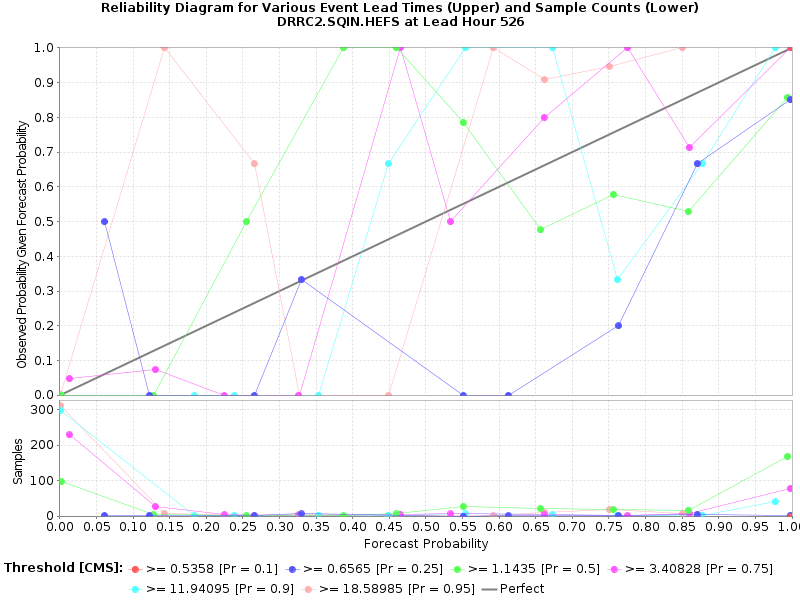 Reliability Diagram for Various Event Lead Times (Upper) and Sample Counts (Lower)
DRRC2.SQIN.HEFS at Lead Hour 526
Observed Probability Given Forecast Probability
1.0
0.9
0.8
0.7
0.6
0.5
0.4
0.3
0.2
0.1
0.0
Samples
300
200
100
0
0.00 0.05 0.10 0.15 0.20 0.25 0.30 0.35 0.40 0.45 0.50 0.55 0.60 0.65 0.70 0.75 0.80 0.85 0.90 0.95 1.00
Forecast Probability
Threshold [CMS]: >= 0.5358 [Pr = 0.1] >= 0.6565 [Pr = 0.25] >= 1.1435 [Pr = 0.5] >= 3.40828 [Pr = 0.75]
>= 11.94095 [Pr = 0.9] >= 18.58985 [Pr = 0.95] Perfect